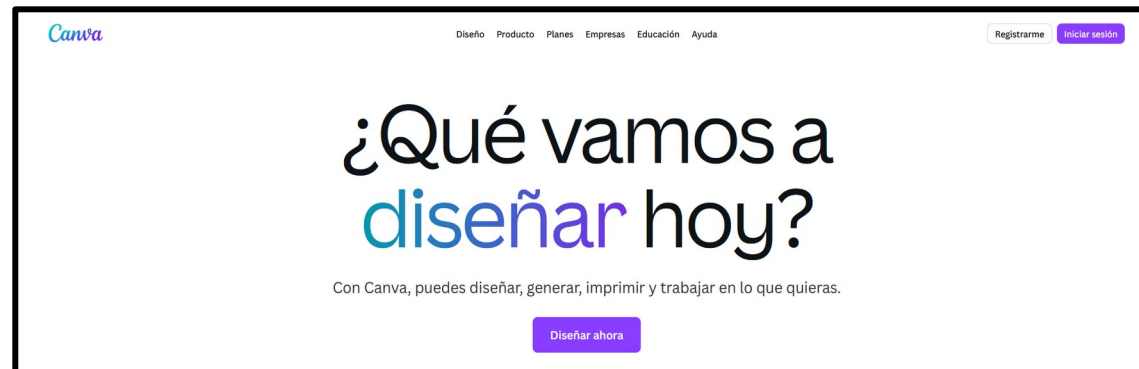 Canva
Diseño Producto Planes Empresas Educación Ayuda
Registrarme Iniciar sesión
¿Qué vamos a
diseñar hoy?
Con Canva, puedes diseñar, generar, imprimir y trabajar en lo que quieras.
Diseñar ahora